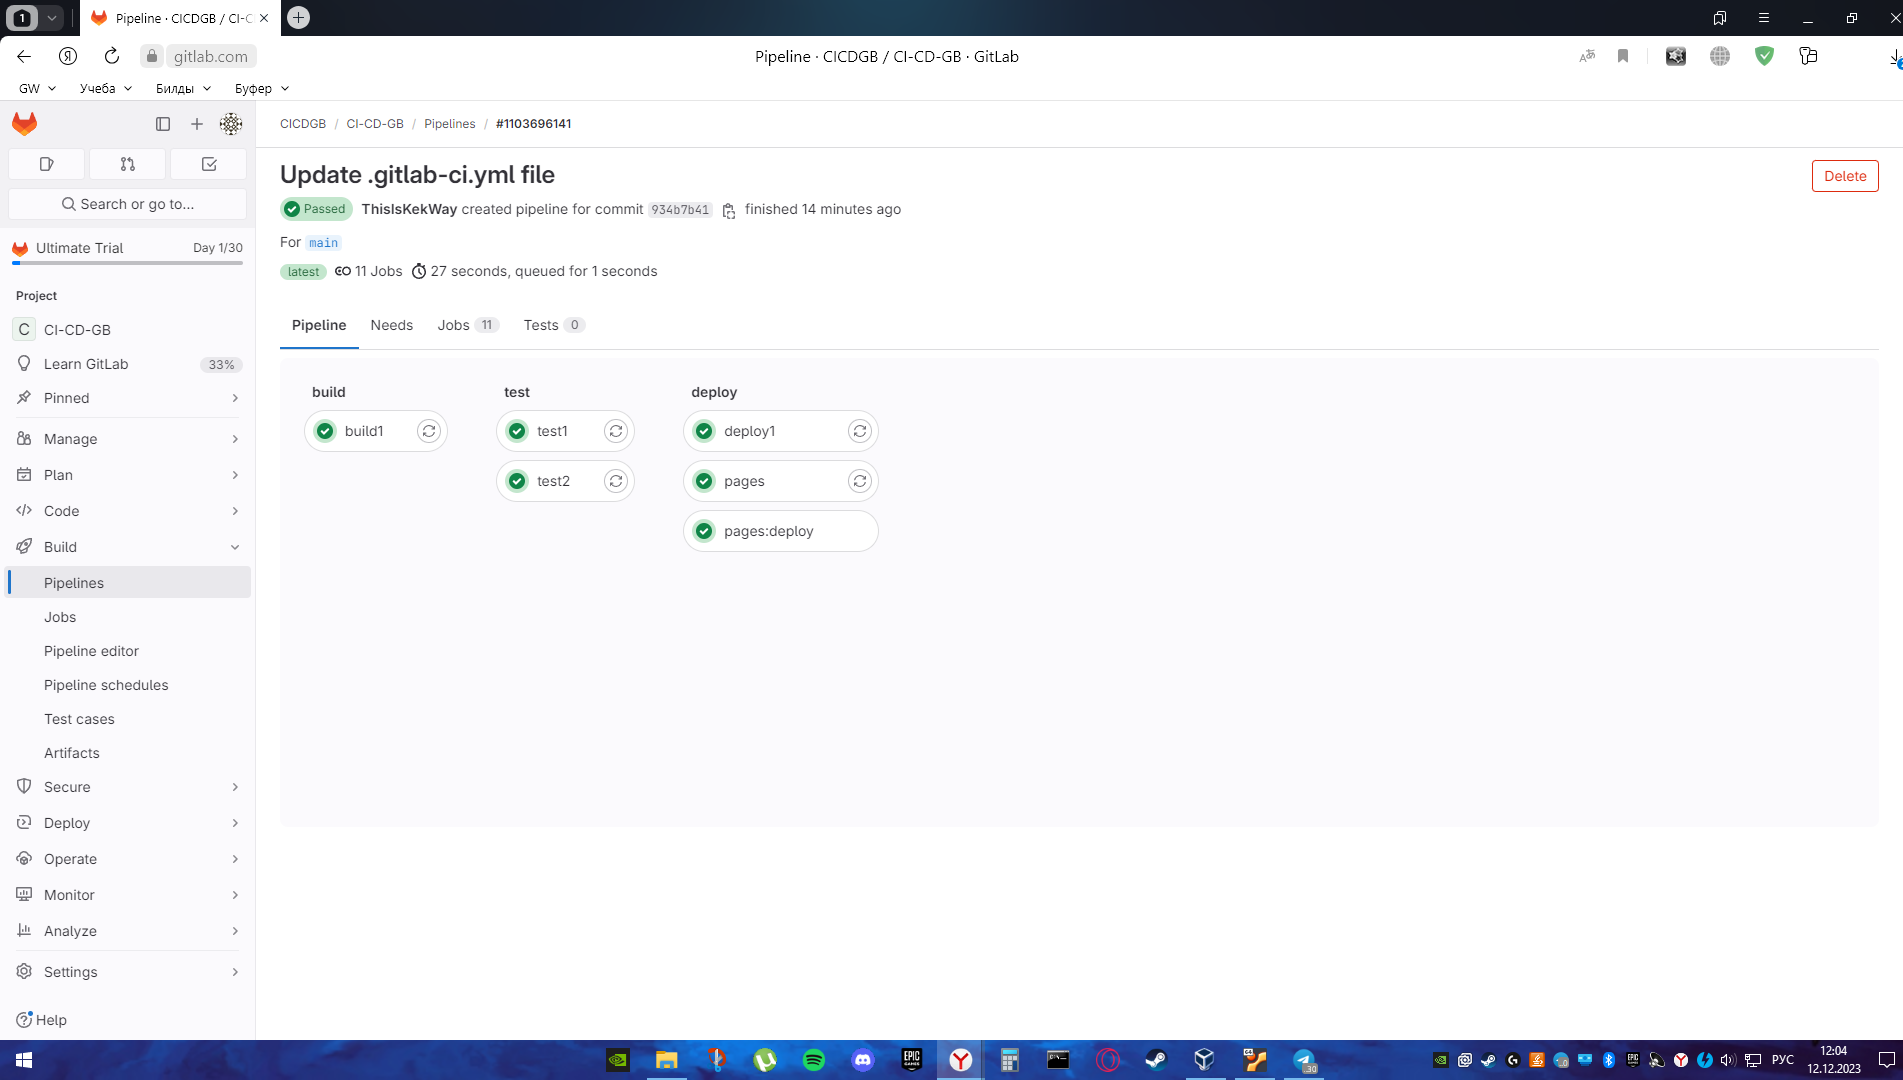 1
Pipeline · CICDGB / CI-C
gitlab.com
Pipeline · CICDGB / CI-CD-GB · GitLab
GW
Учеба
Билды
Буфер
CICDGB / CI-CD-GB / Pipelines / #1103696141
Search or go to...
Ultimate Trial Day 1/30
Project
C CI-CD-GB
Learn GitLab 33%
Pinned
Manage
Plan
Code
Build
Pipelines
Jobs
Pipeline editor
Pipeline schedules
Test cases
Artifacts
Secure
Deploy
Operate
Monitor
Analyze
Settings
Help
Update .gitlab-ci.yml file
Delete
Passed ThisIsKekWay created pipeline for commit 934b7b41 finished 14 minutes ago
For main
latest 11 Jobs 27 seconds, queued for 1 seconds
Pipeline Needs Jobs 11 Tests 0
build
build1
test
test1
test2
deploy
deploy1
pages
pages:deploy
EPIC GAMES
64
30
РУС
12:04
12.12.2023